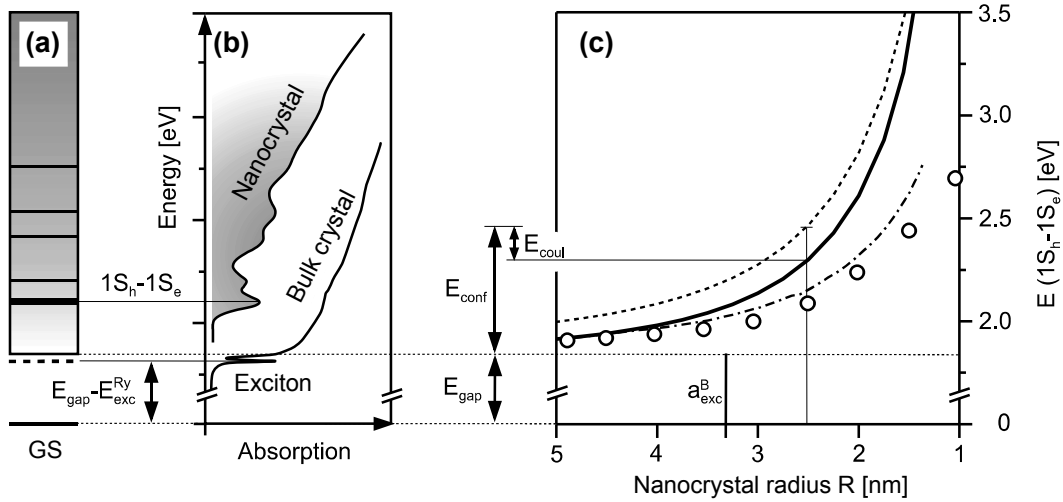 (a)
GS
E_gap-E_exc^Ry
1S_h-1S_e
(b)
Energy [eV]
Nanocrystal
Bulk crystal
Exciton
Absorption
(c)
E_coul
E_conf
E_gap
a_exc^B
5
4
3
2
1
Nanocrystal radius R [nm]
3.5
3.0
2.5
2.0
0
E (1S_h-1S_e) [eV]